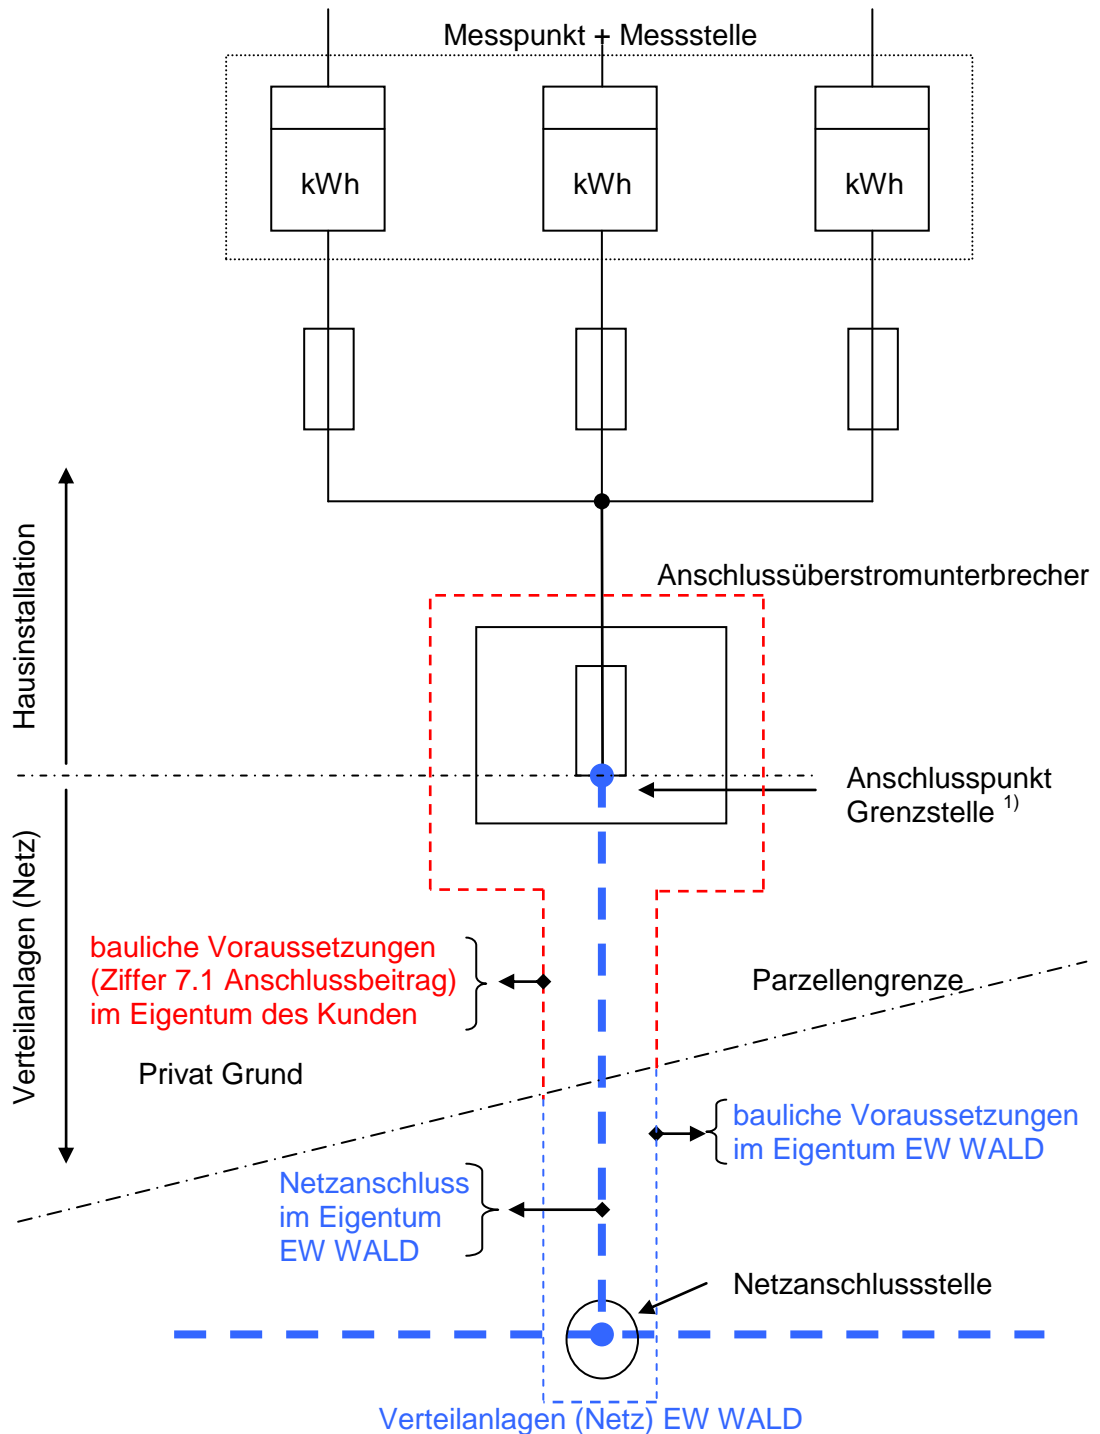 Messpunkt + Messstelle
kWh
kWh
kWh
Hausinstallation
Anschlussüberstromunterbrecher
Anschlusspunkt
Grenzstelle 1)
Verteilanlagen (Netz)
bauliche Voraussetzungen
(Ziffer 7.1 Anschlussbeitrag)
im Eigentum des Kunden
Parzellengrenze
Privat Grund
bauliche Voraussetzungen
im Eigentum EW WALD
Netzanschluss
im Eigentum
EW WALD
Netzanschlussstelle
Verteilanlagen (Netz) EW WALD